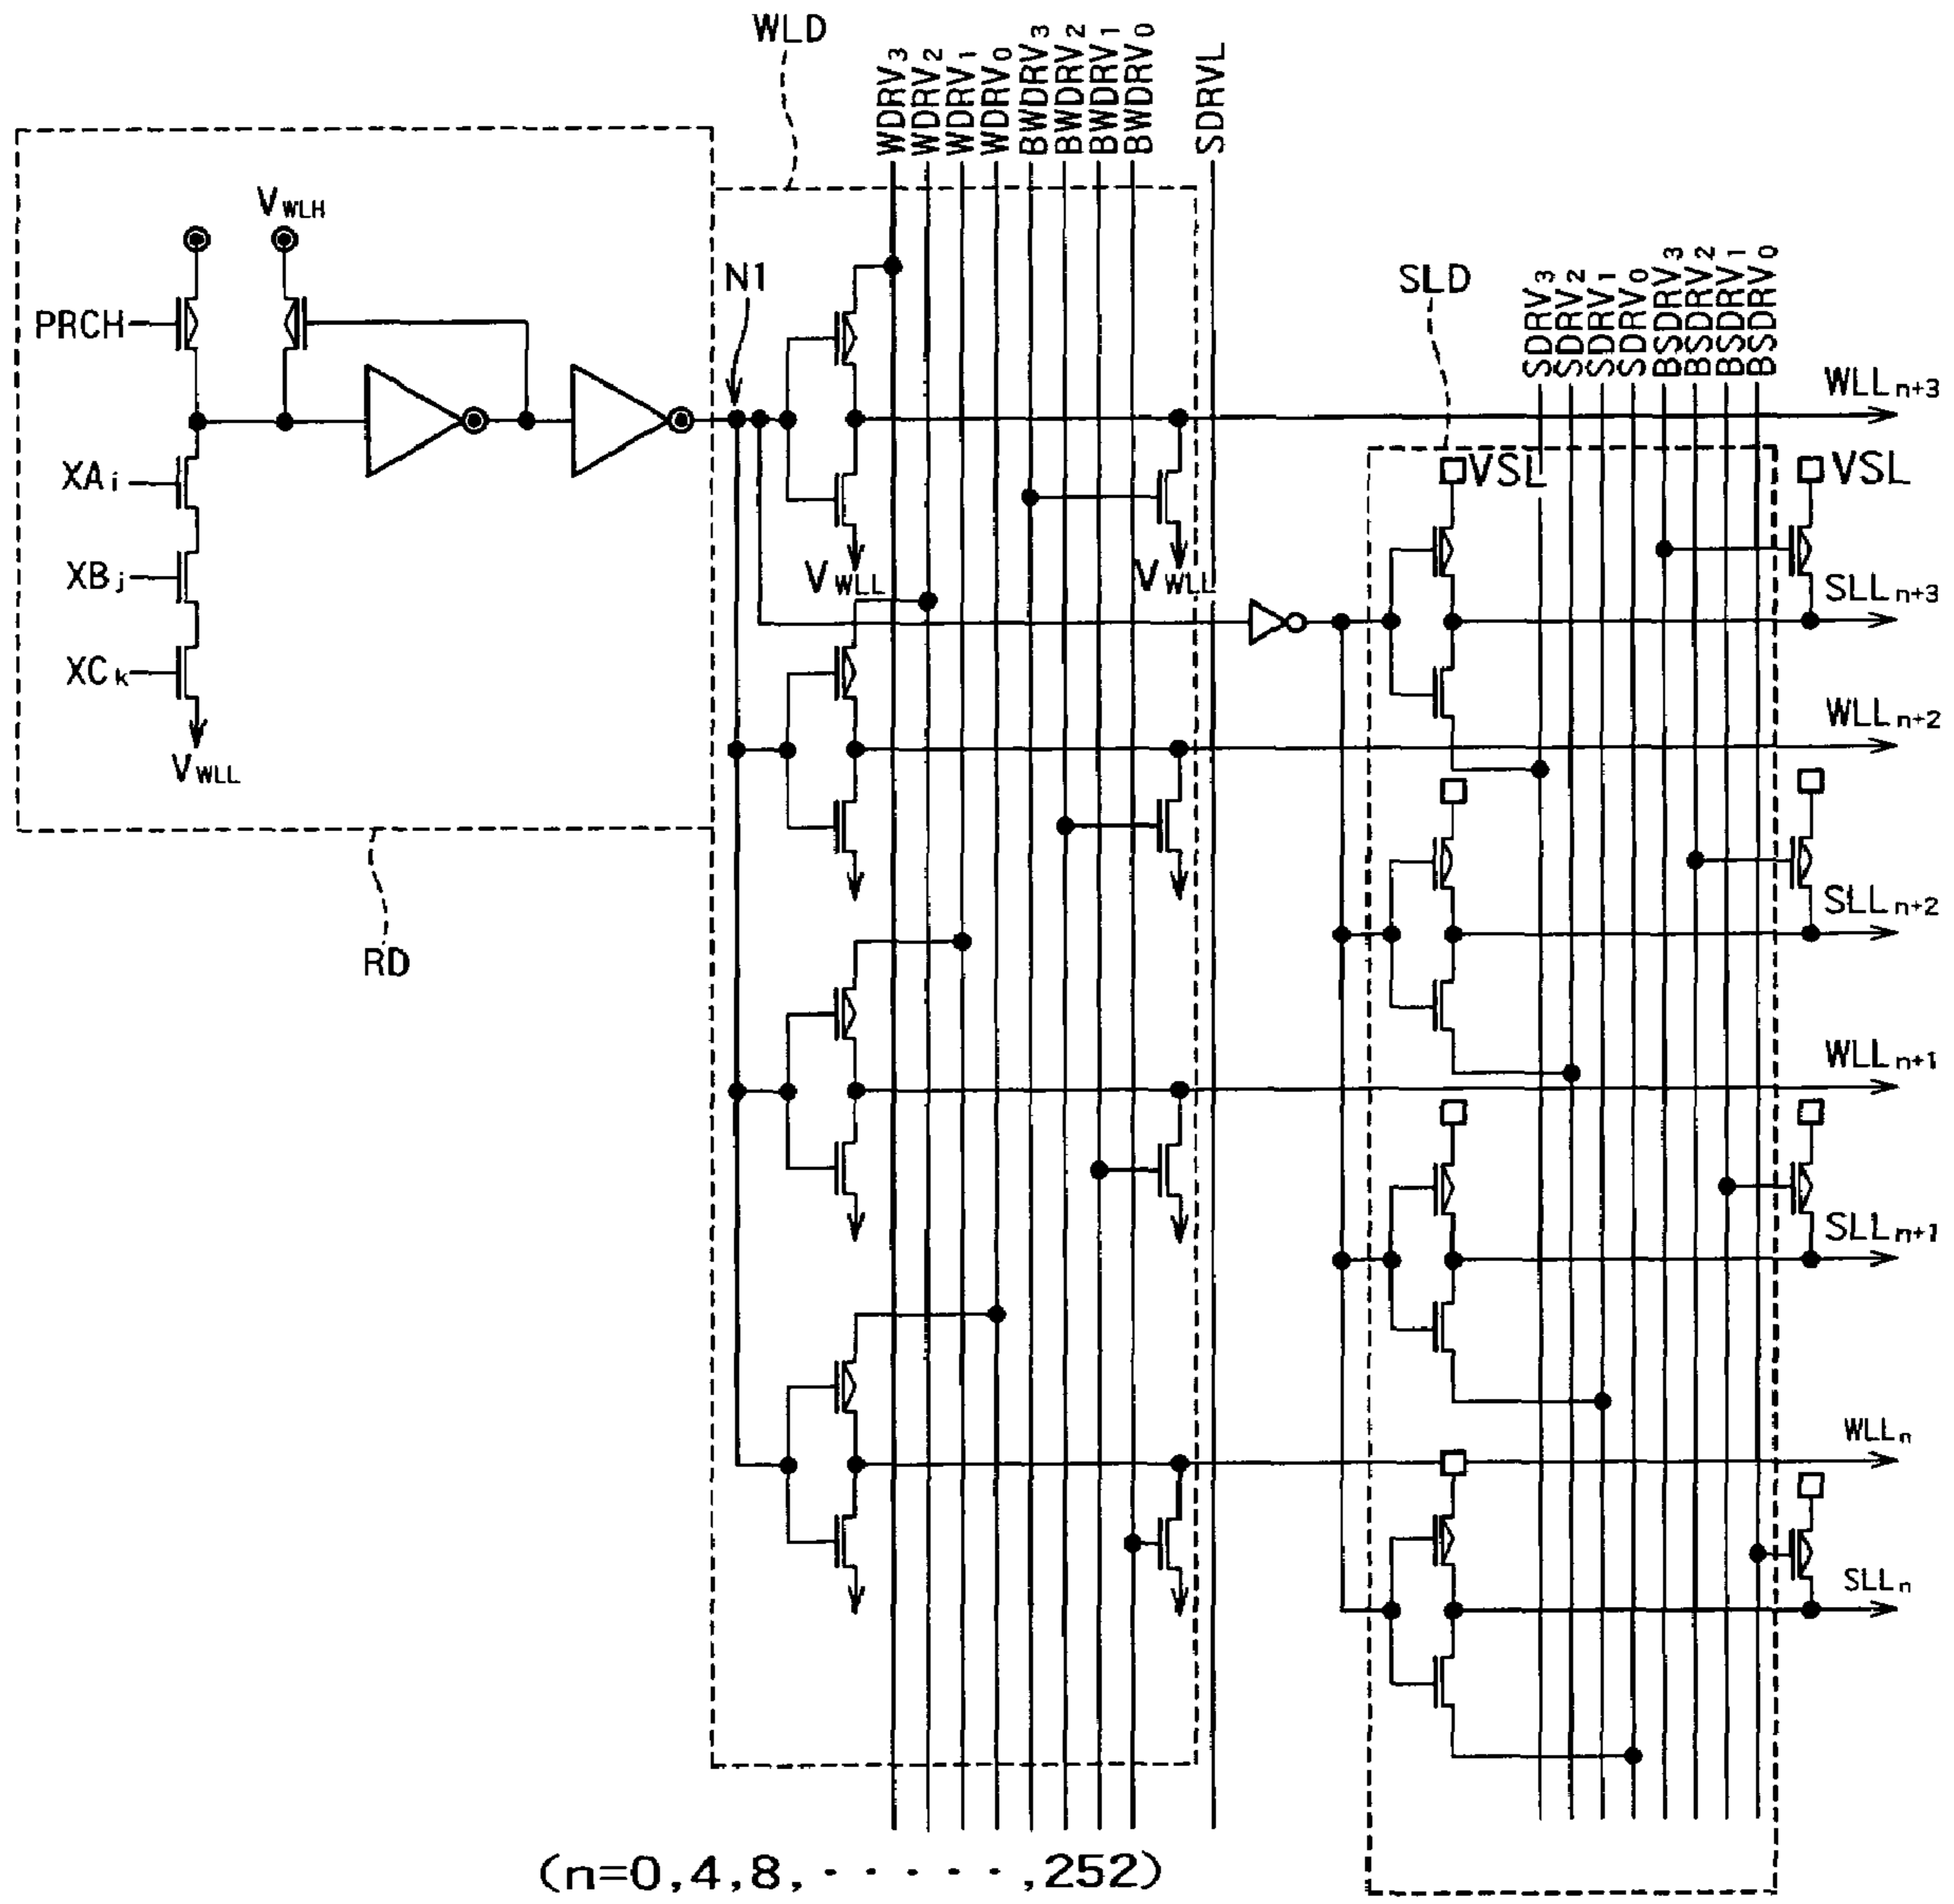 WLD
WDRV3
WDRV2
WDRV1
WDRV0
BWDRV3
BWDRV2
BWDRV1
BWDRV0
SDRVL
VWLH
N1
SLD
SDRV3
SDRV2
SDRV1
SDRV0
BSDRV3
BSDRV2
BSDRV1
BSDRV0
PRCH
WLLn+3
VSL
VSL
XAi
XBj
VWLL
VWLL
SLLn+3
XCk
WLLn+2
VWLL
SLLn+2
RD
WLLn+1
SLLn+1
WLLn
SLLn
(n=0,4,8,·····,252)